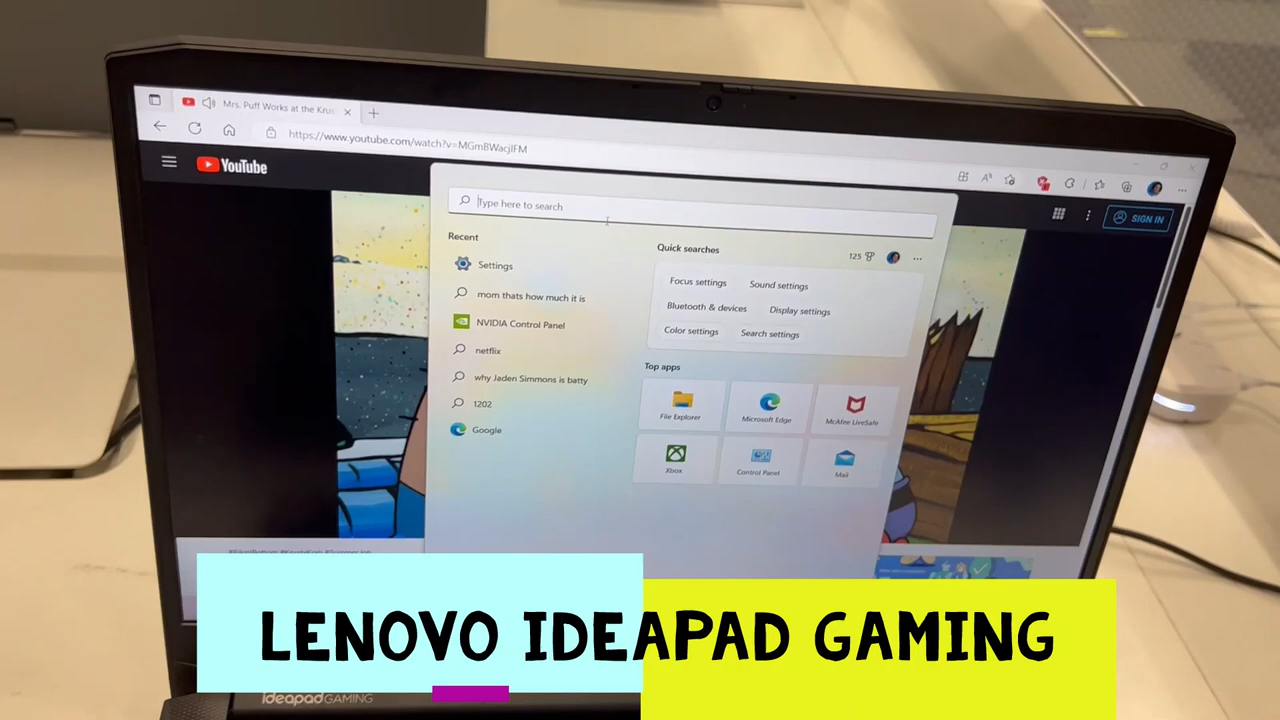 Mrs. Puff Works at the Krus
https://www.youtube.com/watch?v=MGmBWacjIFM
YouTube
SIGN IN
Type here to search
Recent
Settings
mom thats how much it is
NVIDIA Control Panel
netflix
why Jaden Simmons is batty
1202
Google
Quick searches
125
Focus settings
Sound settings
Bluetooth & devices
Display settings
Color settings
Search settings
Top apps
File Explorer
Microsoft Edge
McAfee LiveSafe
Xbox
Control Panel
Mail
LENOVO IDEAPAD GAMING
ideapad GAMING